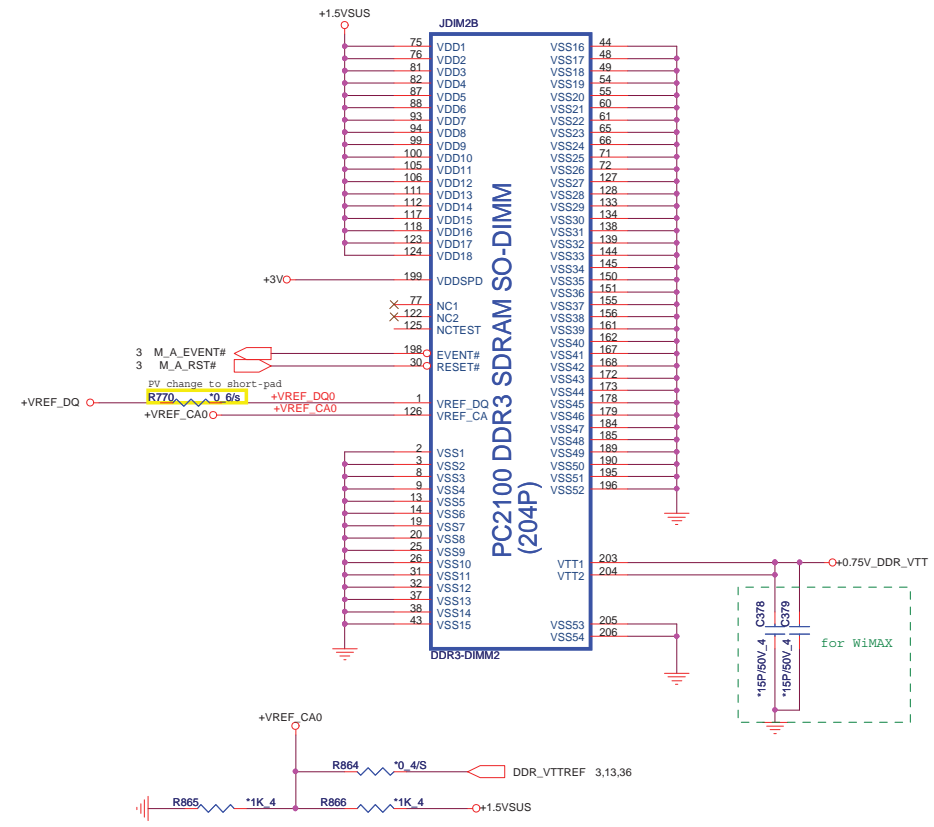 +1.5VSUS
JDIM2B
75 VDD1 VSS16 44
76 VDD2 VSS17 48
81 VDD3 VSS18 49
82 VDD4 VSS19 54
87 VDD5 VSS20 55
88 VDD6 VSS21 60
93 VDD7 VSS22 61
94 VDD8 VSS23 65
99 VDD9 VSS24 66
100 VDD10 VSS25 71
105 VDD11 VSS26 72
106 VDD12 VSS27 127
111 VDD13 VSS28 128
112 VDD14 VSS29 133
117 VDD15 VSS30 134
118 VDD16 VSS31 138
123 VDD17 VSS32 139
124 VDD18 VSS33 144
VSS34 145
+3V 199 VDDSPD VSS35 150
VSS36 151
77 NC1 VSS37 155
122 NC2 VSS38 156
125 NCTEST VSS39 161
VSS40 162
3 M_A_EVENT# 198 EVENT# VSS41 167
3 M_A_RST# 30 RESET# VSS42 168
VSS43 172
PV change to short-pad
VSS44 173
+VREF_DQ R770 *0_6/s +VREF_DQ0 1 VREF_DQ VSS45 178
+VREF_CA0 +VREF_CA0 126 VREF_CA VSS46 179
VSS47 184
VSS48 185
2 VSS1 VSS49 189
3 VSS2 VSS50 190
8 VSS3 VSS51 195
9 VSS4 VSS52 196
13 VSS5
14 VSS6
19 VSS7
20 VSS8
25 VSS9
26 VSS10 VTT1 203 +0.75V_DDR_VTT
31 VSS11 VTT2 204
32 VSS12
37 VSS13
38 VSS14
43 VSS15 VSS53 205
VSS54 206
PC2100 DDR3 SDRAM SO-DIMM
(204P)
DDR3-DIMM2
C378 *15P/50V_4
C379 *15P/50V_4
for WiMAX
+VREF_CA0
R864 *0_4/S DDR_VTTREF 3,13,36
R865 *1K_4 R866 *1K_4 +1.5VSUS